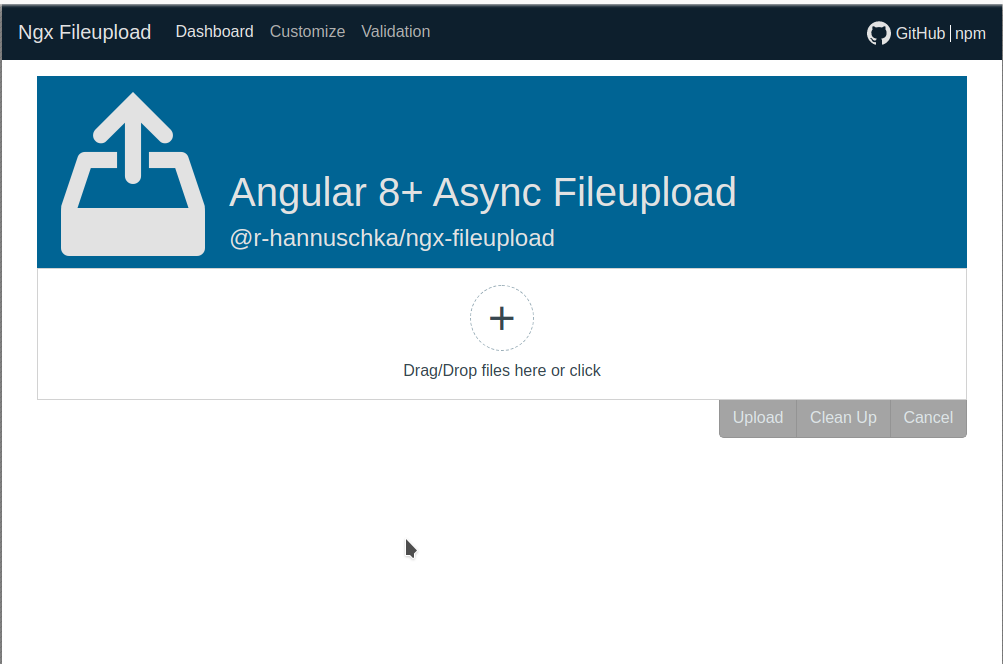 Ngx Fileupload Dashboard Customize Validation GitHub | npm
Angular 8+ Async Fileupload
@r-hannuschka/ngx-fileupload
Drag/Drop files here or click
Upload Clean Up Cancel